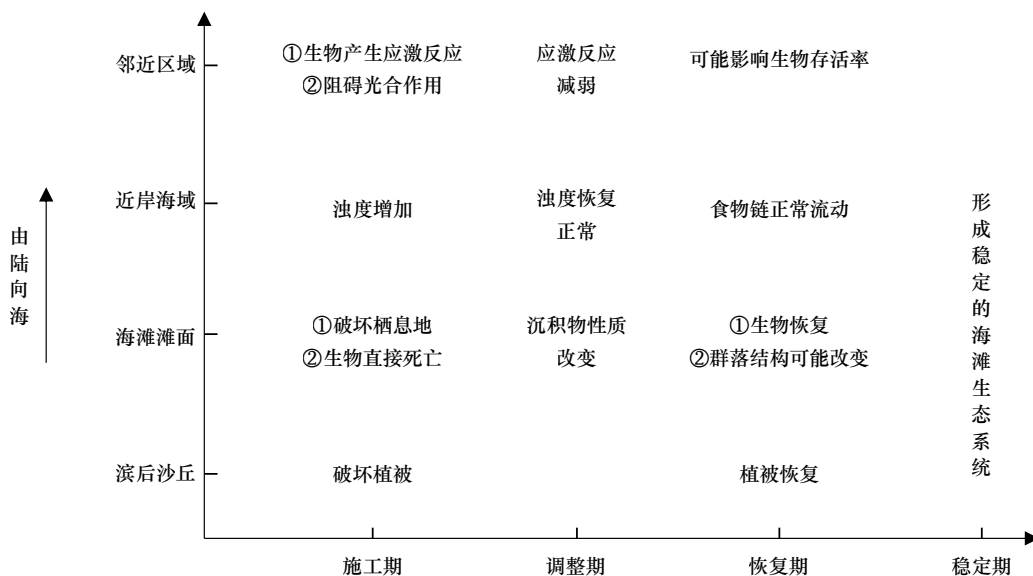 邻近区域
①生物产生应激反应
②阻碍光合作用
应激反应
减弱
可能影响生物存活率
近岸海域
浊度增加
浊度恢复
正常
食物链正常流动
由陆向海
海滩滩面
①破坏栖息地
②生物直接死亡
沉积物性质
改变
①生物恢复
②群落结构可能改变
形成稳定的海滩生态系统
滨后沙丘
破坏植被
植被恢复
施工期
调整期
恢复期
稳定期